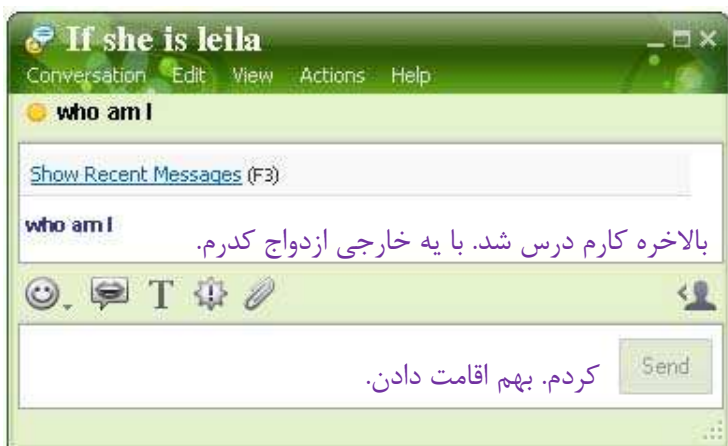 If she is leila
Conversation Edit View Actions Help
who am I
Show Recent Messages (F3)
who am I
بالاخره کارم درس شد. با یه خارجی ازدواج کدرم.
T
کردم. بهم اقامت دادن.
Send